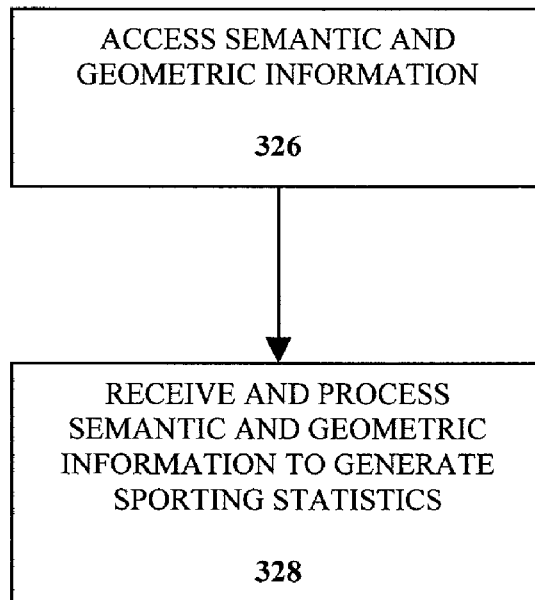 ACCESS SEMANTIC AND
GEOMETRIC INFORMATION
326
RECEIVE AND PROCESS
SEMANTIC AND GEOMETRIC
INFORMATION TO GENERATE
SPORTING STATISTICS
328